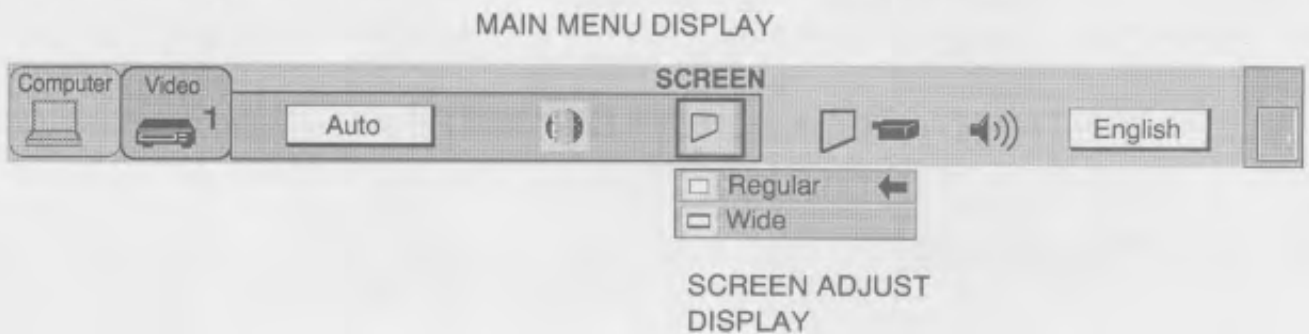 MAIN MENU DISPLAY
SCREEN
Computer
Video
1
Auto
English
Regular
Wide
SCREEN ADJUST
DISPLAY